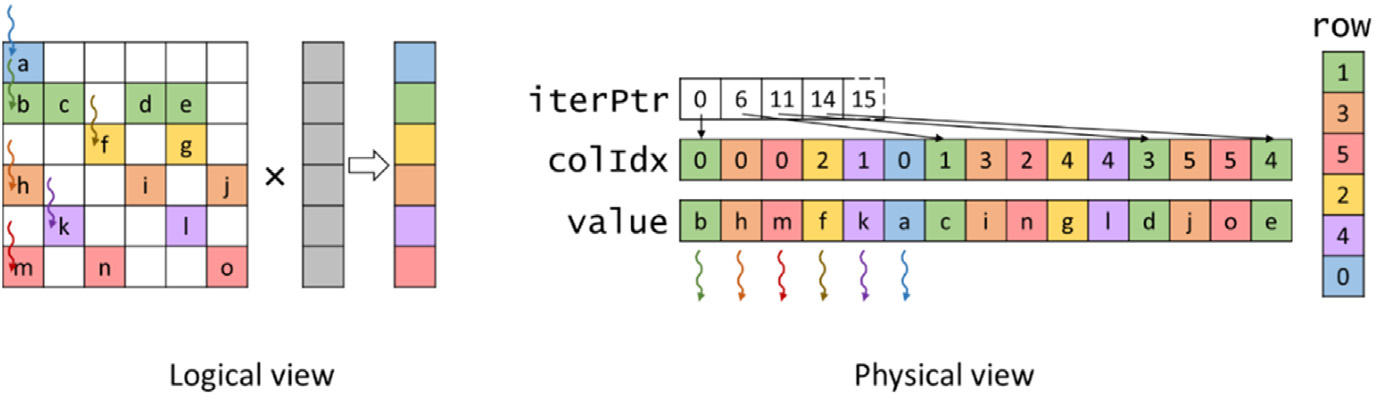 a
b c d e
f g
h i j
k l
m n o
×
Logical view
iterPtr 0 6 11 14 15
colIdx 0 0 0 2 1 0 1 3 2 4 4 3 5 5 4
value b h m f k a c i n g l d j o e
Physical view
row
1
3
5
2
4
0